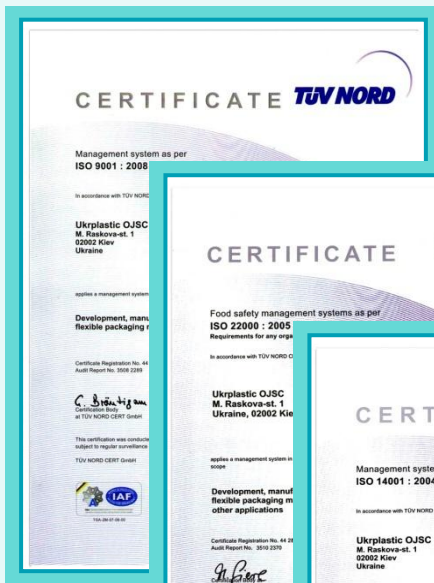 CERTIFICATE TÜV NORD
Management system as per
ISO 9001 : 2008
In accordance with TÜV NORD
Ukrplastic OJSC
M. Raskova-st. 1
02002 Kiev
Ukraine
applies a management system
Development, manu
flexible packaging m
Certificate Registration No. 44
Audit Report No. 3508 2289
Certification Body
at TÜV NORD CERT GmbH
This certification was conducte
subject to regular surveillance
TÜV NORD CERT GmbH
IAF
CERTIFICATE
Food safety management systems as per
ISO 22000 : 2005
Requirements for any orga
In accordance with TÜV NORD C
Ukrplastic OJSC
M. Raskova-st. 1
Ukraine, 02002 Kie
applies a management system in
scope
Development, manuf
flexible packaging m
other applications
Certificate Registration No. 44 28
Audit Report No. 3510 2370
CERT
Management syste
ISO 14001 : 2004
In accordance with TÜV NORD
Ukrplastic OJSC
M. Raskova-st. 1
02002 Kiev
Ukraine